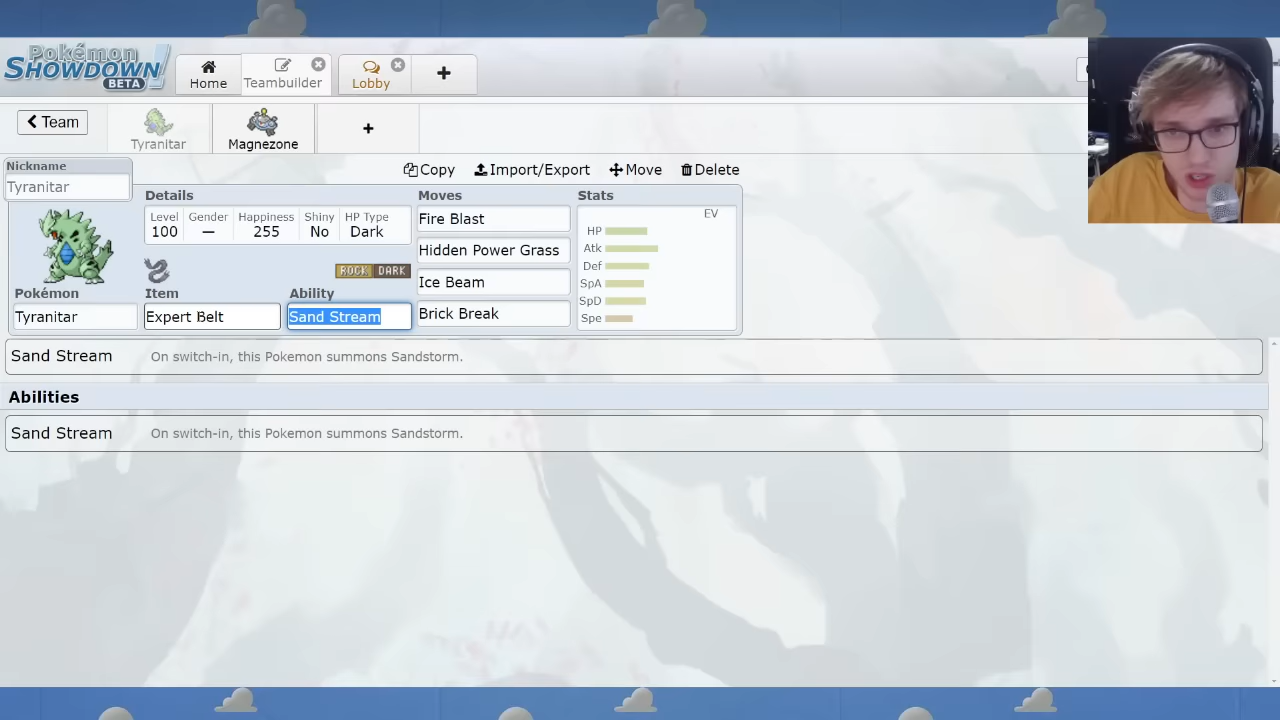 Pokémon
SHOWDOWN!
BETA
Home
Teambuilder
Lobby
+
Team
Tyranitar
Magnezone
+
Nickname
Tyranitar
Copy
Import/Export
Move
Delete
Details
Moves
Stats
Level
Gender
Happiness
Shiny
HP Type
100
—
255
No
Dark
ROCK DARK
Pokémon
Item
Ability
Tyranitar
Expert Belt
Sand Stream
Fire Blast
Hidden Power Grass
Ice Beam
Brick Break
EV
HP
Atk
Def
SpA
SpD
Spe
Sand Stream On switch-in, this Pokemon summons Sandstorm.
Abilities
Sand Stream On switch-in, this Pokemon summons Sandstorm.